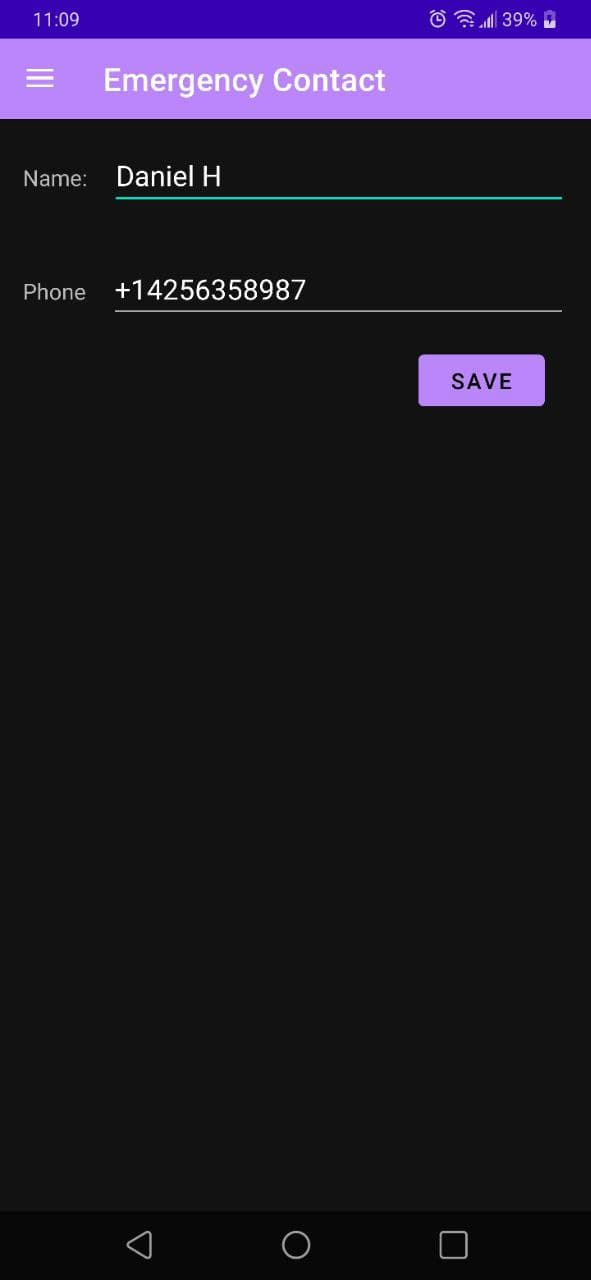 11:09 39%
Emergency Contact
Name: Daniel H
Phone +14256358987
SAVE